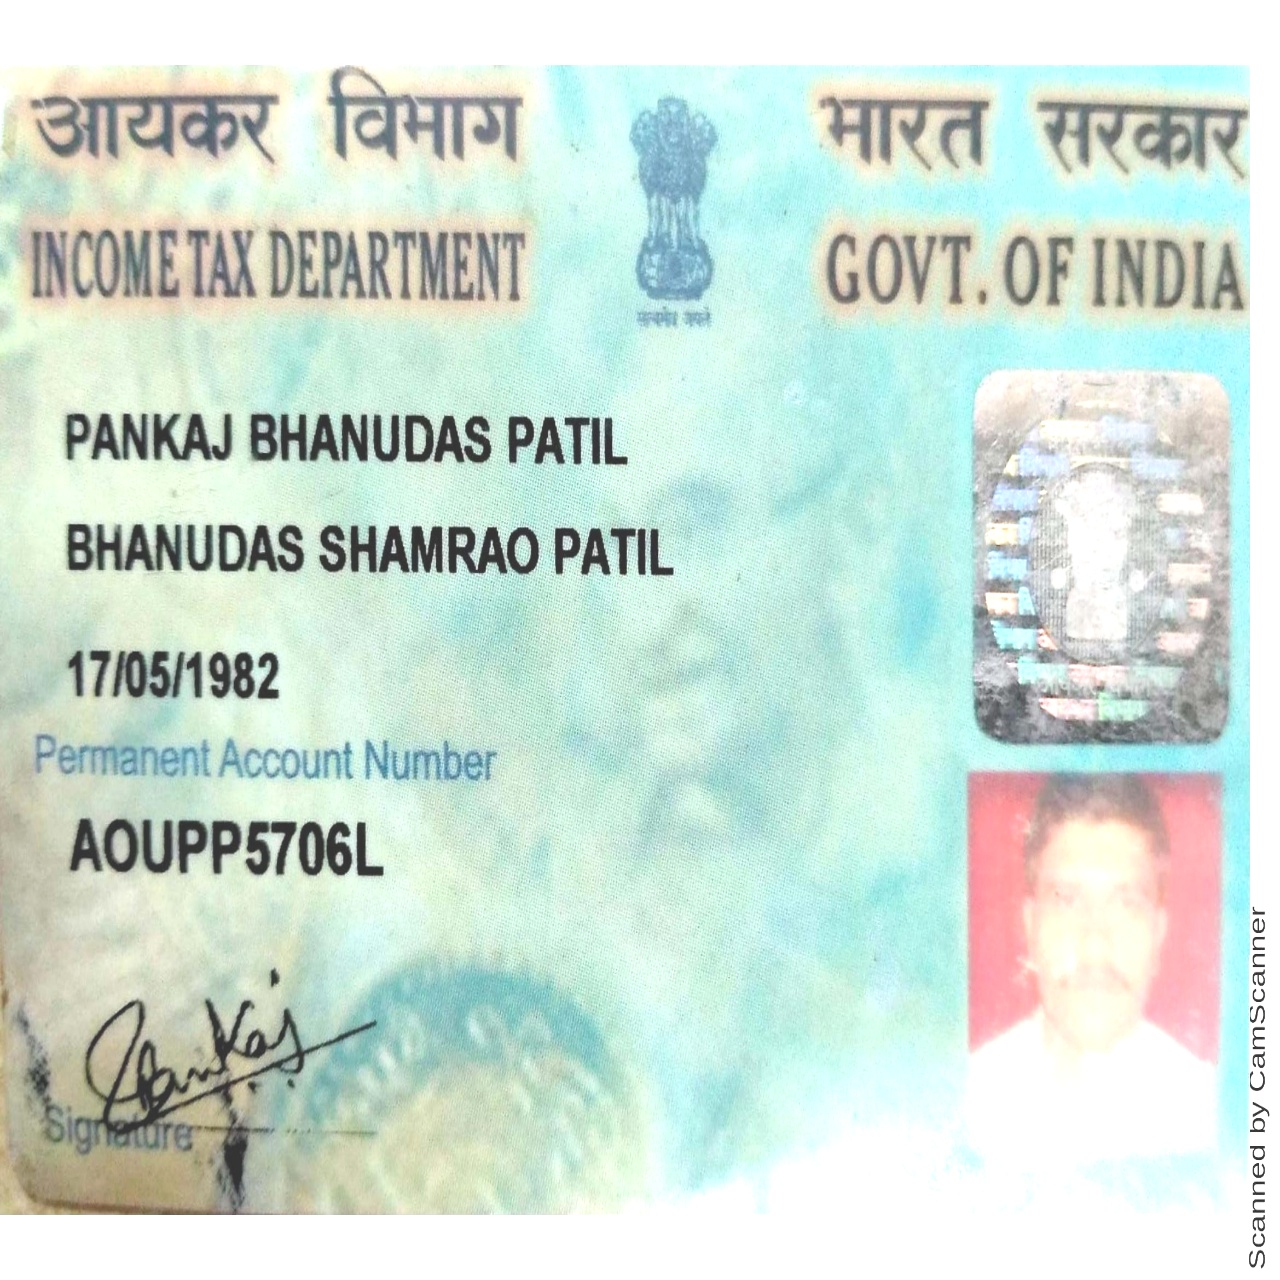 आयकर विभाग
INCOME TAX DEPARTMENT
भारत सरकार
GOVT. OF INDIA
सत्यमेव जयते
PANKAJ BHANUDAS PATIL
BHANUDAS SHAMRAO PATIL
17/05/1982
Permanent Account Number
AOUPP5706L
Pankaj
Signature
Scanned by CamScanner